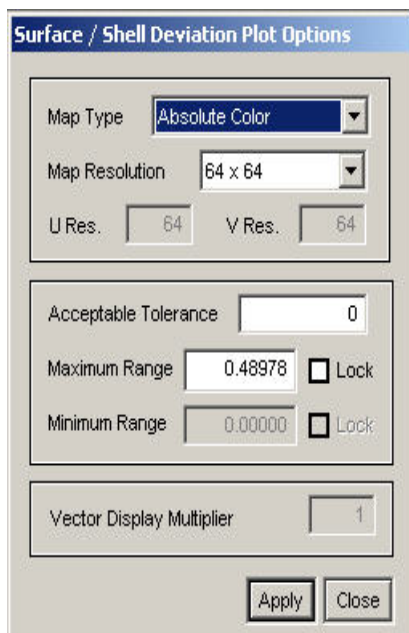 Surface / Shell Deviation Plot Options
Map Type Absolute Color
Map Resolution 64 x 64
U Res. 64 V Res. 64
Acceptable Tolerance 0
Maximum Range 0.48978 Lock
Minimum Range 0.00000 Lock
Vector Display Multiplier 1
Apply Close